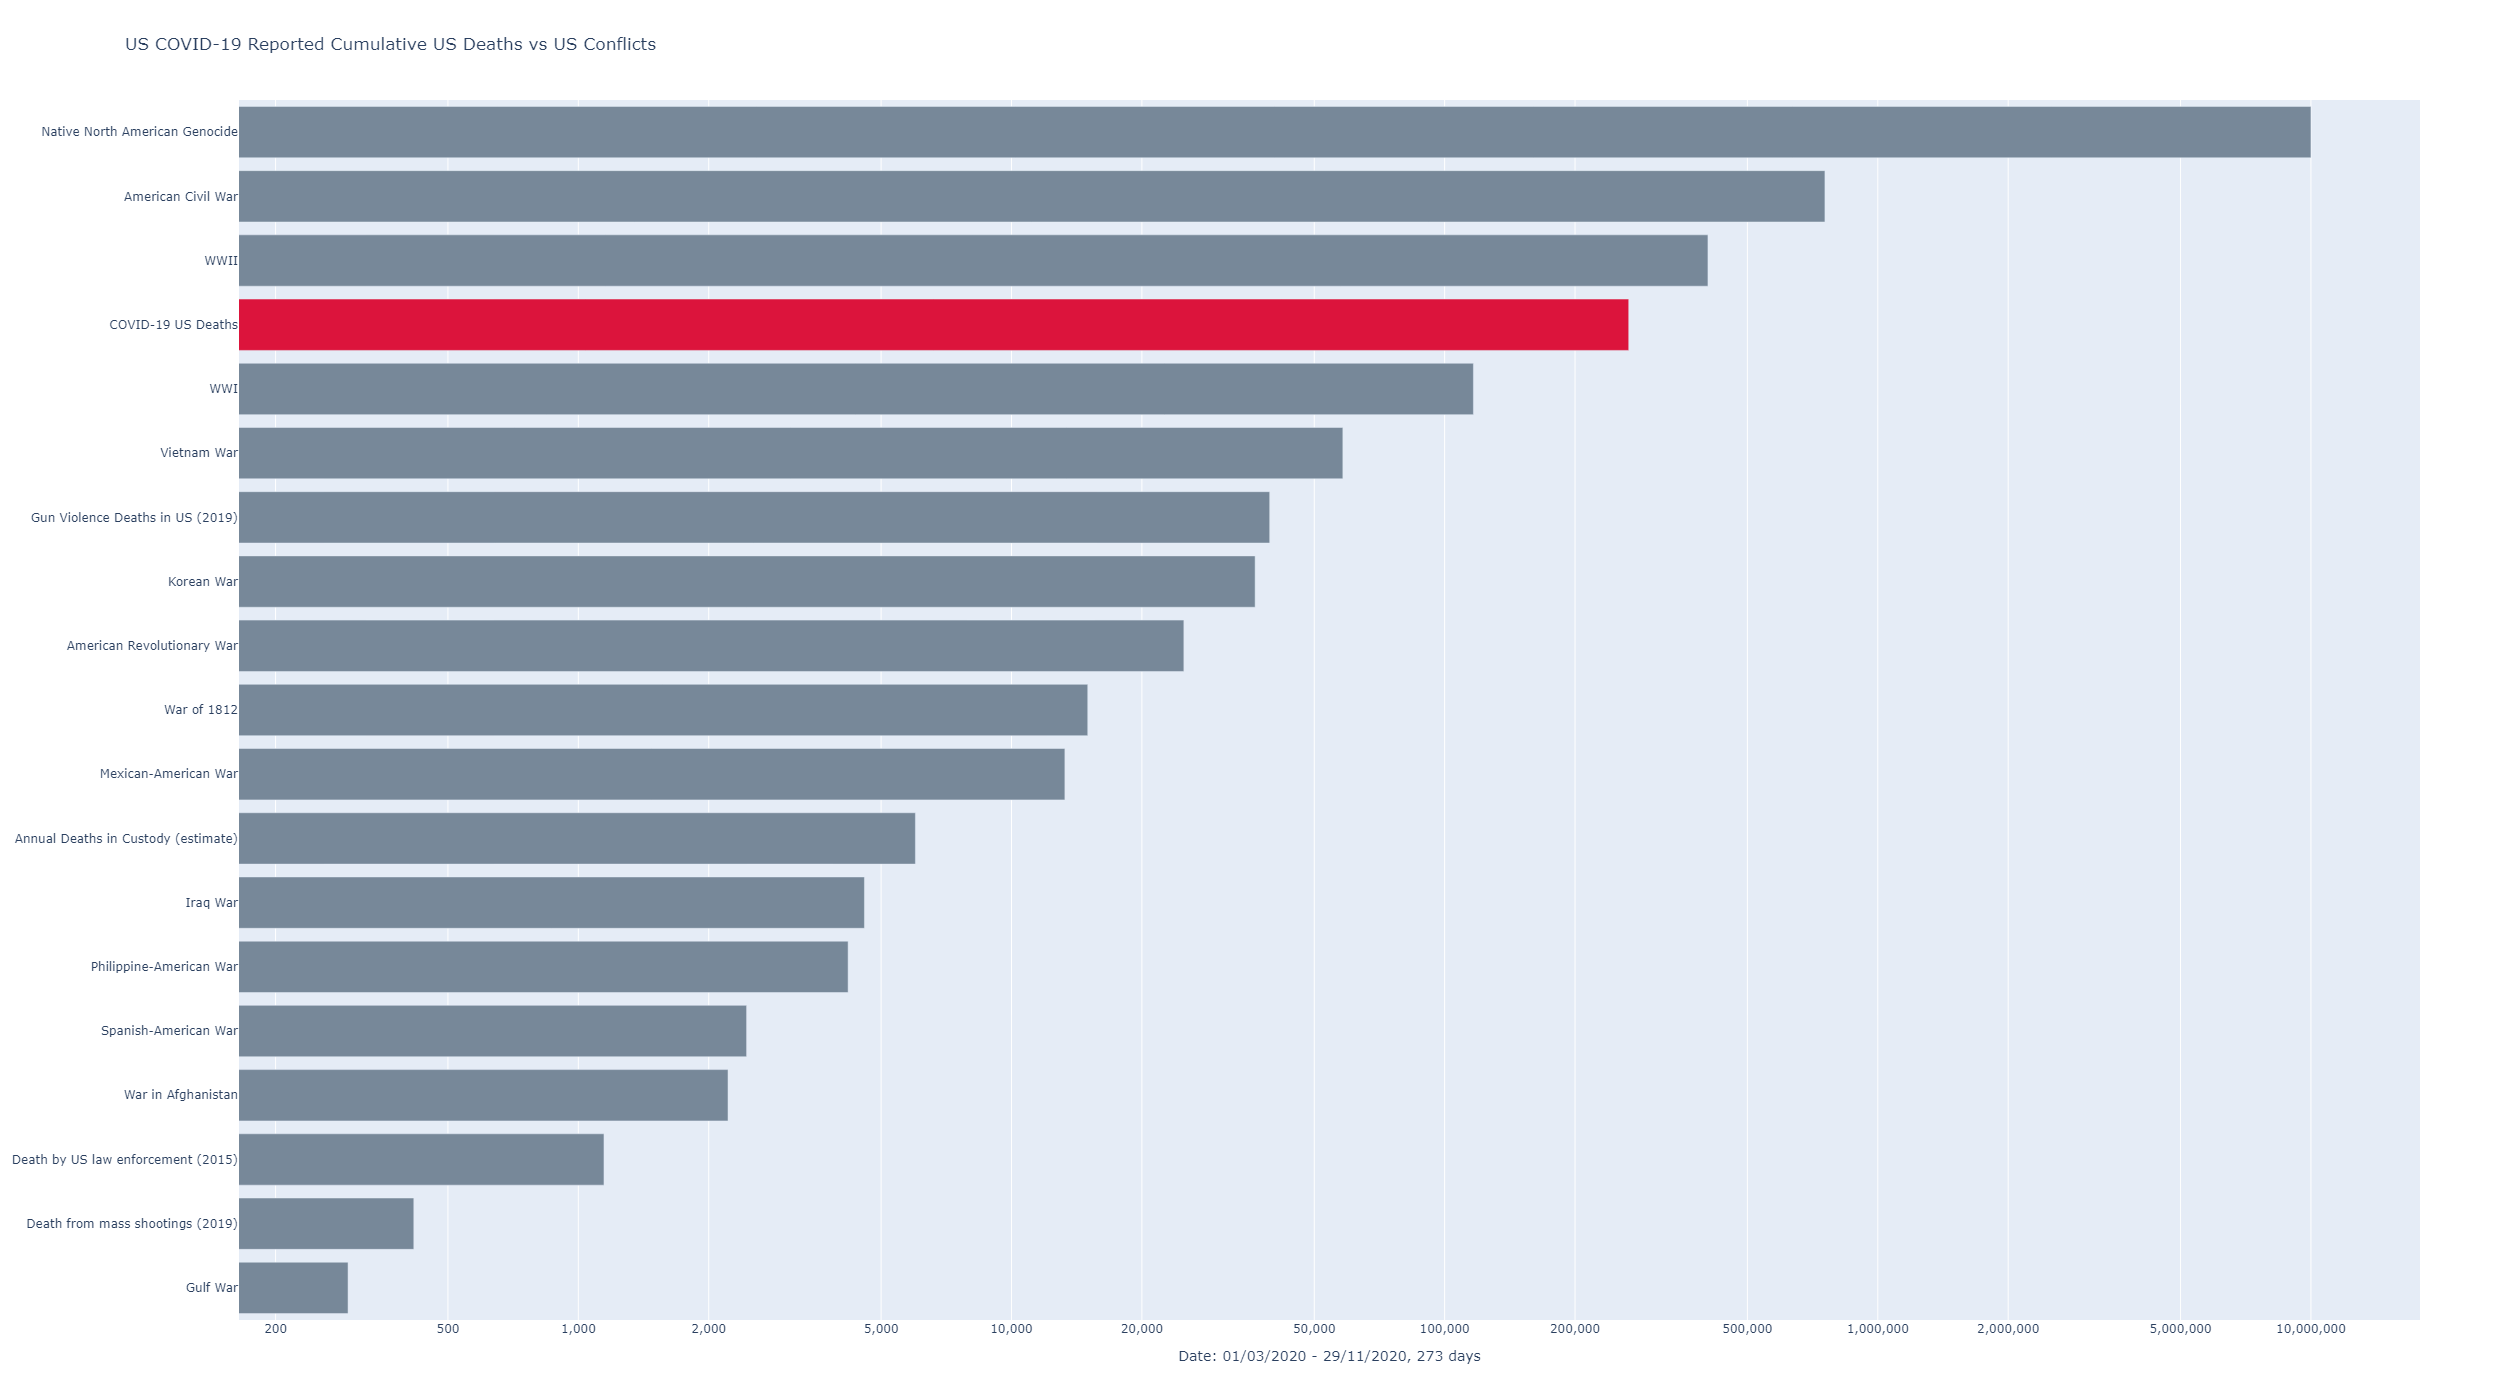 US COVID-19 Reported Cumulative US Deaths vs US Conflicts
Native North American Genocide
American Civil War
WWII
COVID-19 US Deaths
WWI
Vietnam War
Gun Violence Deaths in US (2019)
Korean War
American Revolutionary War
War of 1812
Mexican-American War
Annual Deaths in Custody (estimate)
Iraq War
Philippine-American War
Spanish-American War
War in Afghanistan
Death by US law enforcement (2015)
Death from mass shootings (2019)
Gulf War
200 500 1,000 2,000 5,000 10,000 20,000 50,000 100,000 200,000 500,000 1,000,000 2,000,000 5,000,000 10,000,000
Date: 01/03/2020 - 29/11/2020, 273 days